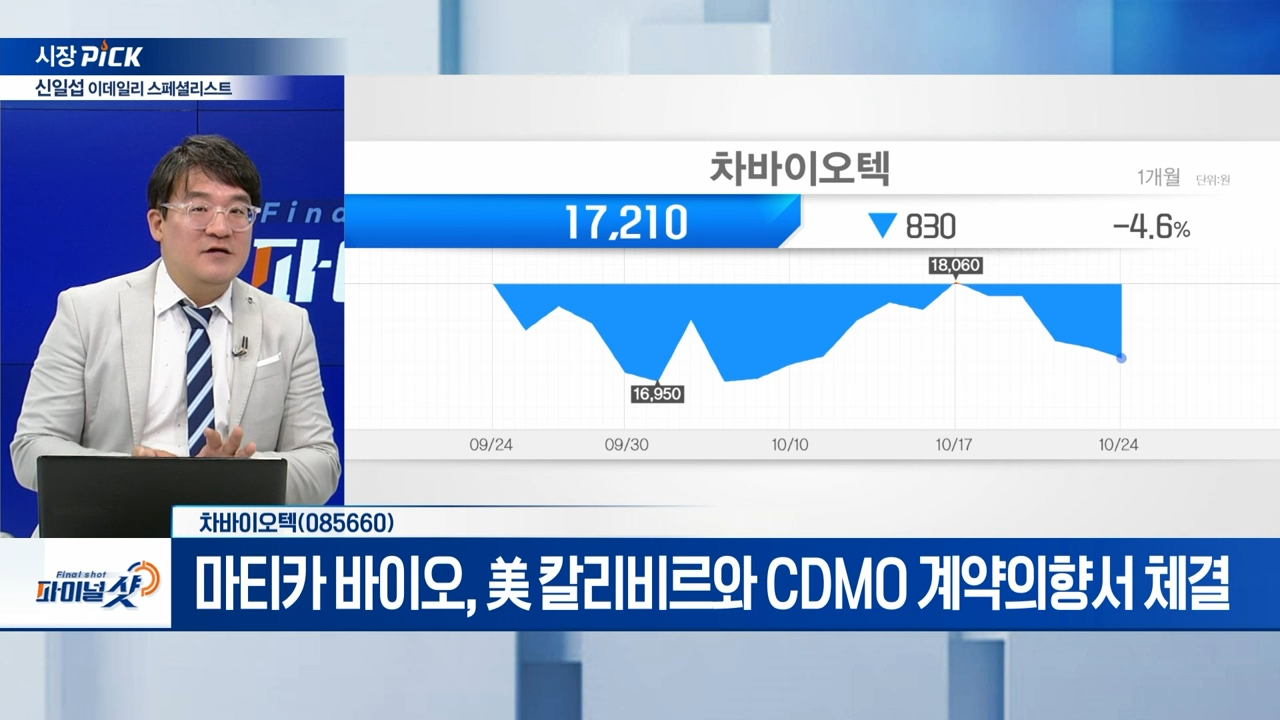 시장 PiCK
신일섭 이데일리 스페셜리스트
Fina
파이
차바이오텍
1개월 단위:원
17,210 ▼ 830 -4.6%
18,060
16,950
09/24 09/30 10/10 10/17 10/24
차바이오텍(085660)
Final shot
파이널샷
마티카 바이오, 美 칼리비르와 CDMO 계약의향서 체결